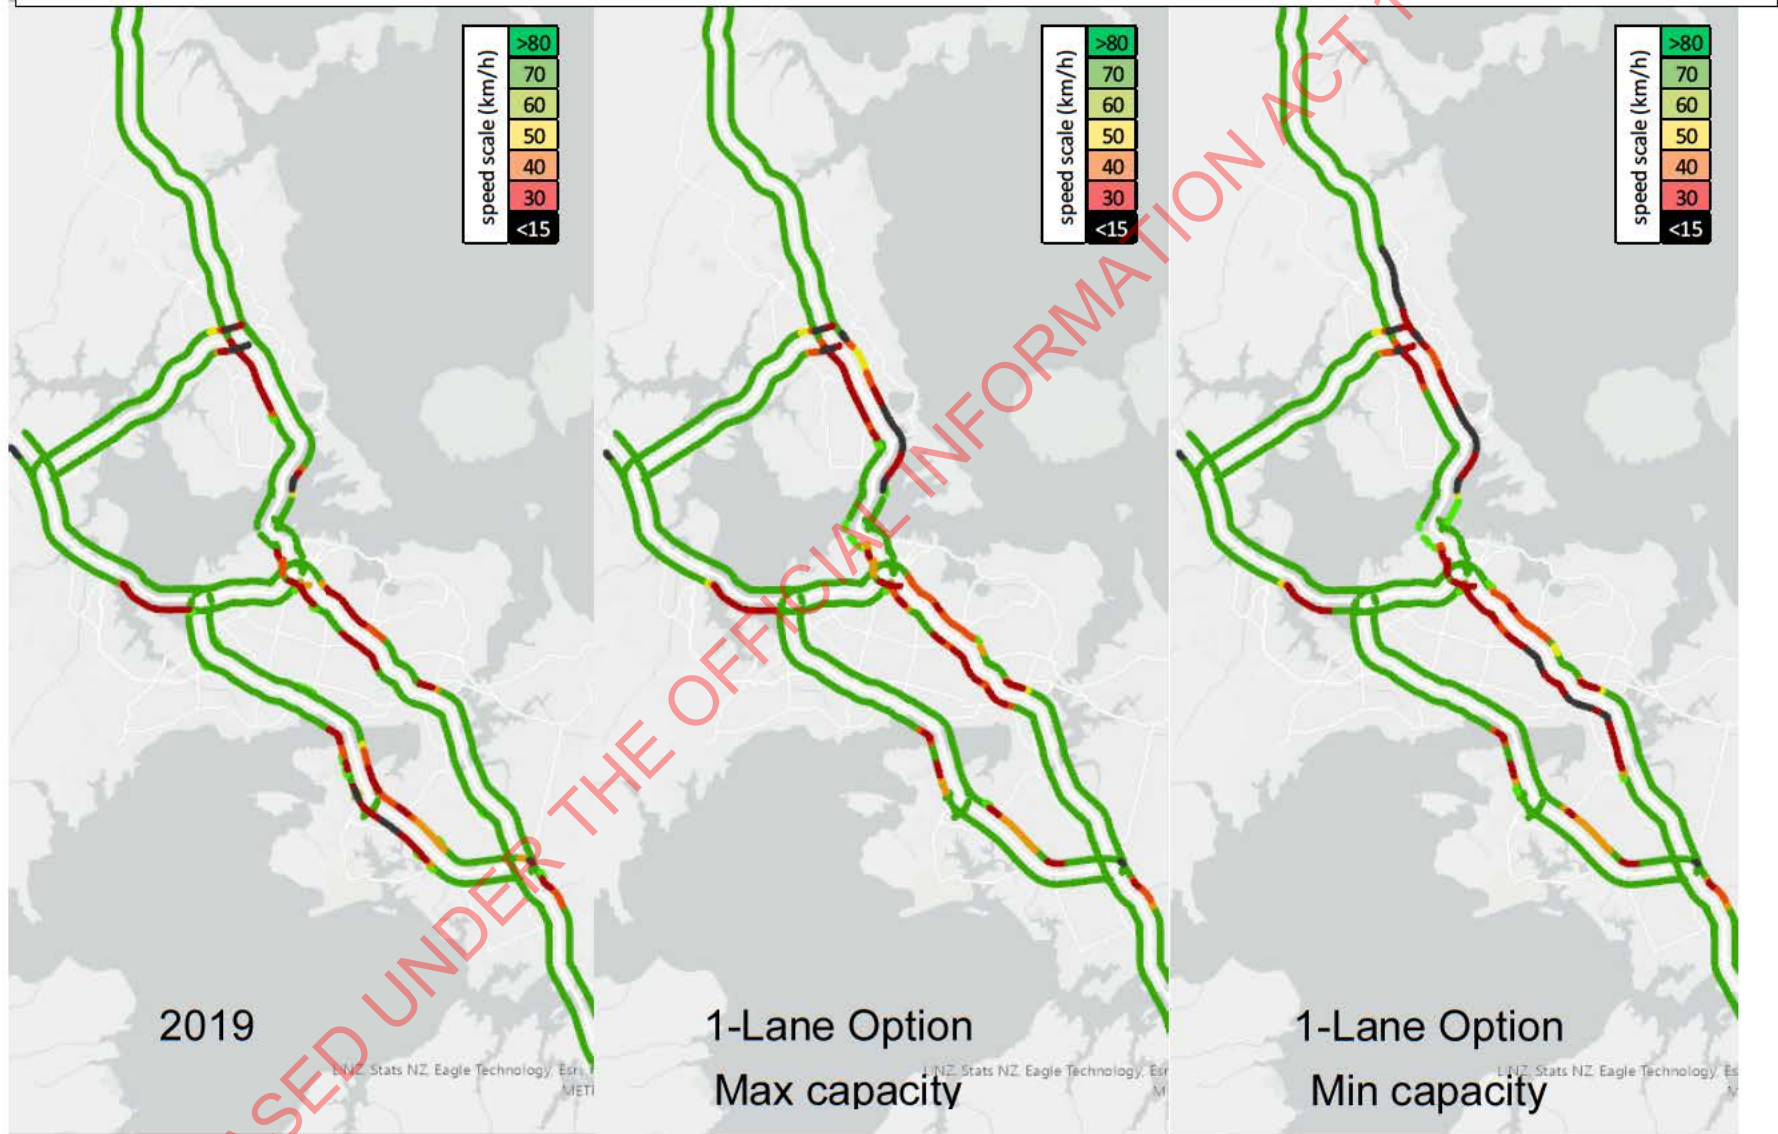 speed scale (km/h)
>80
70
60
50
40
30
<15
speed scale (km/h)
>80
70
60
50
40
30
<15
speed scale (km/h)
>80
70
60
50
40
30
<15
SED UNDER THE OFFICIAL INFORMATION ACT 1
2019
1-Lane Option
Max capacity
1-Lane Option
Min capacity
LINZ, Stats NZ, Eagle Technology, Esri,
METI
LINZ, Stats NZ, Eagle Technology, Esr
M
LINZ, Stats NZ, Eagle Technology, Es